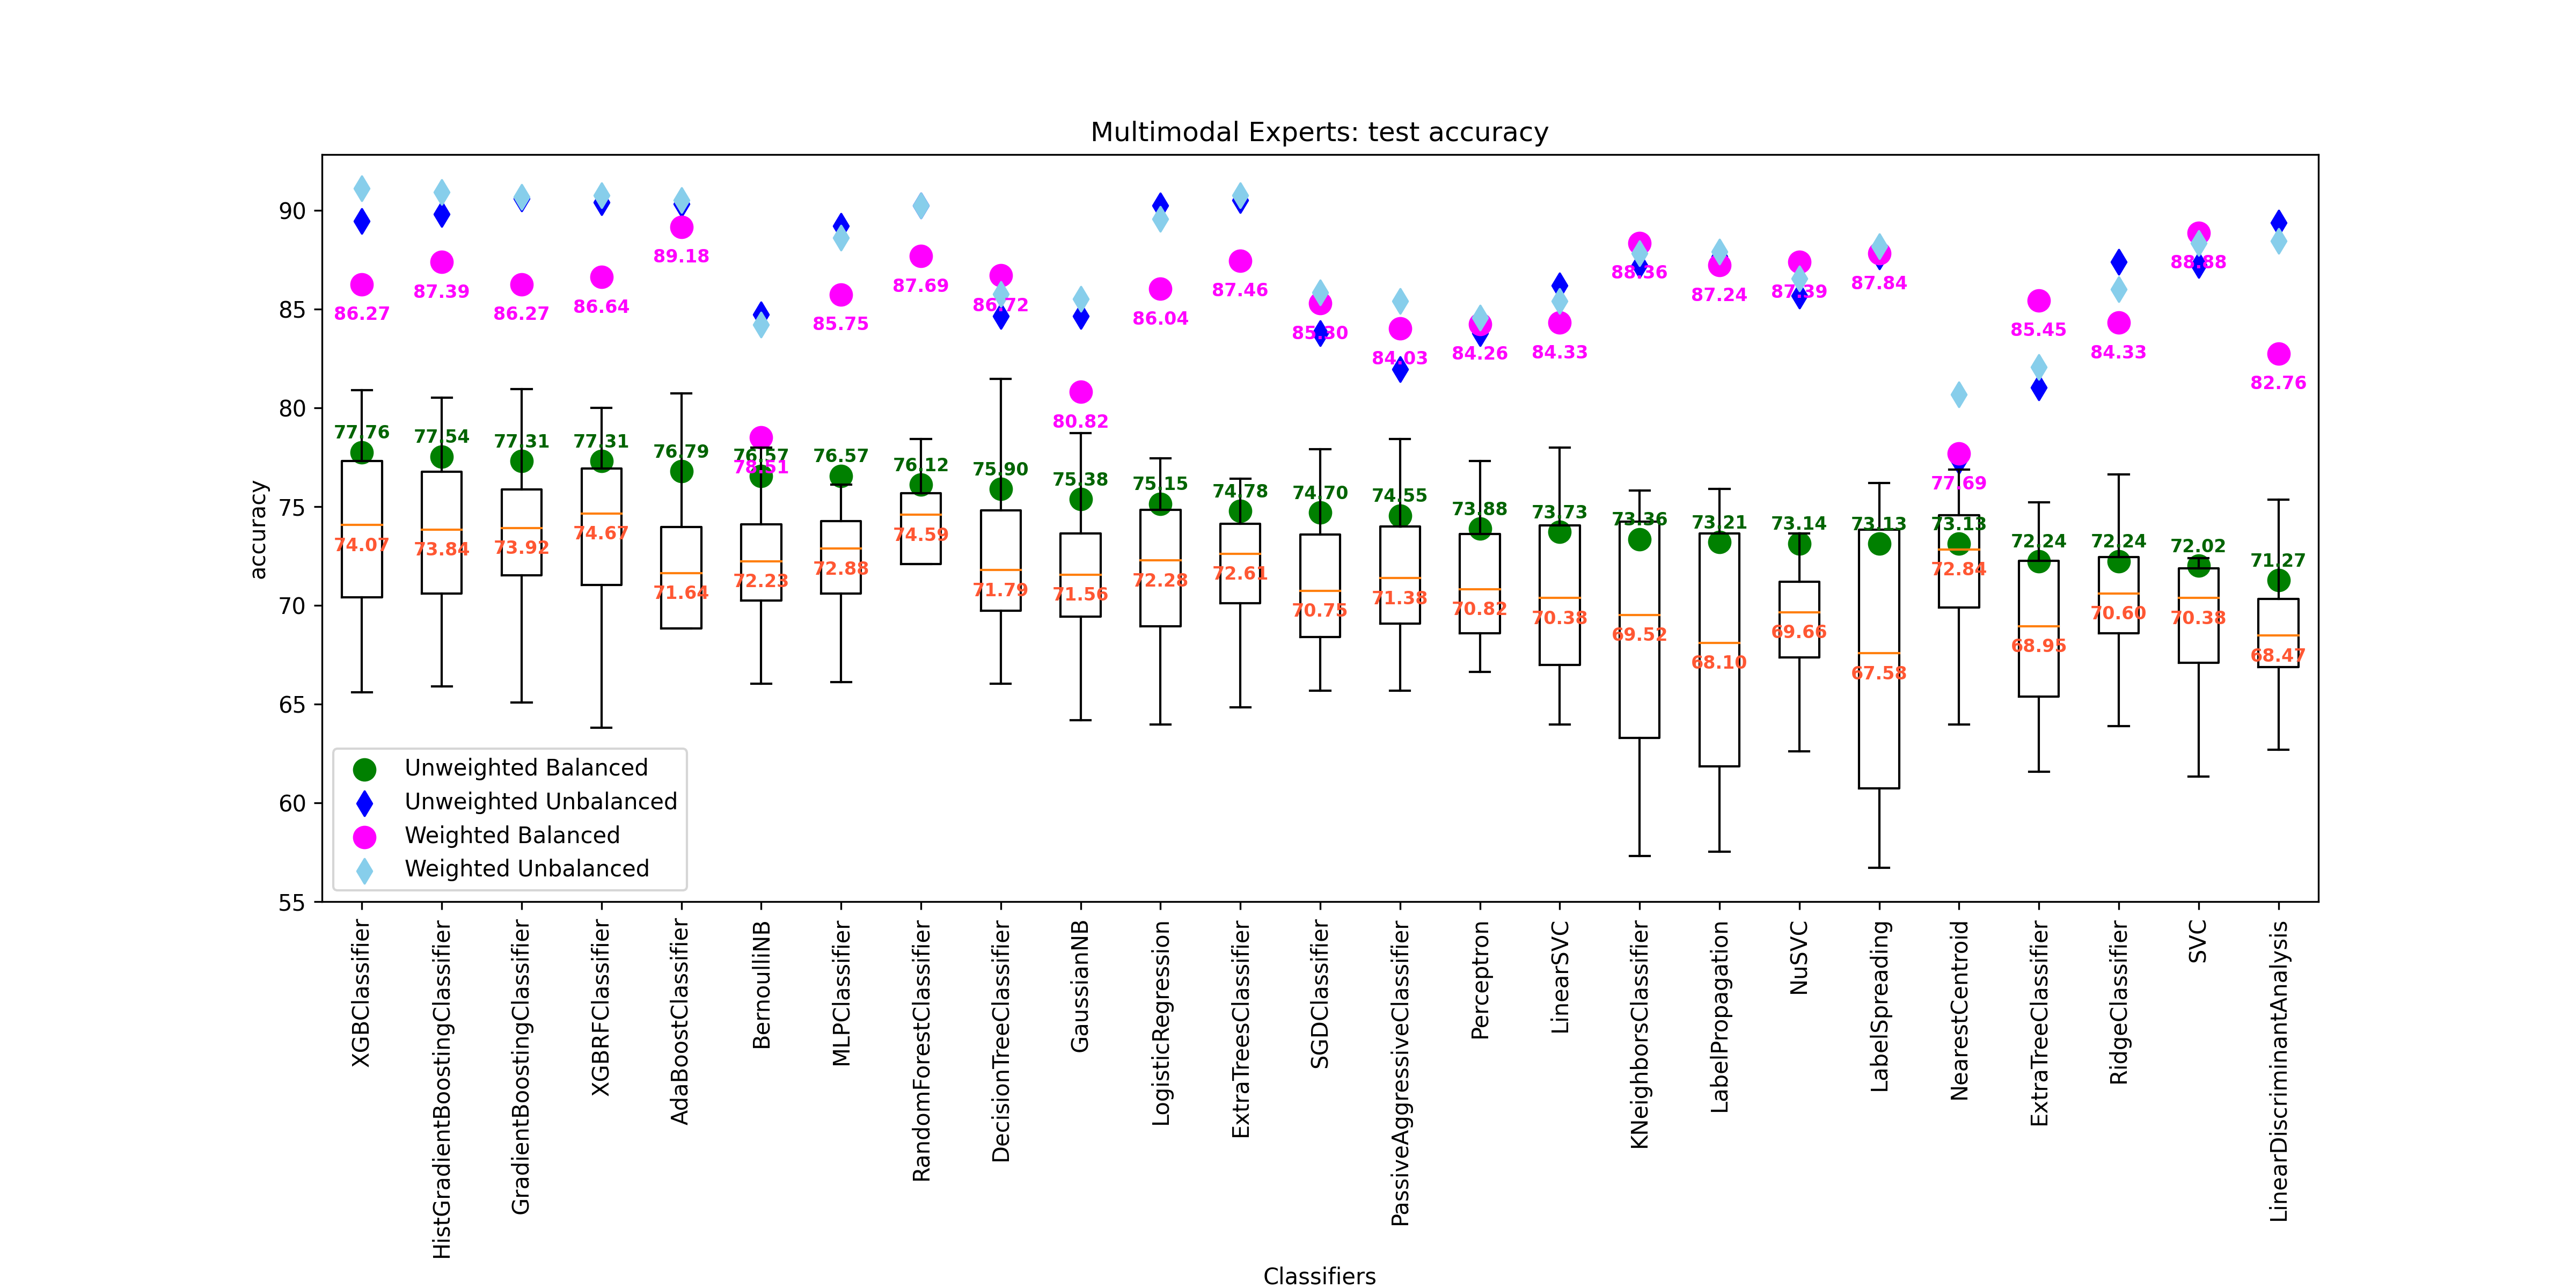 Multimodal Experts: test accuracy
accuracy
90
85
80
75
70
65
60
55
89.18
86.27
87.39
86.27
86.64
85.75
87.69
86.72
80.82
86.04
87.46
85.30
84.03
84.26
84.33
88.36
87.24
87.39
87.84
77.69
85.45
84.33
88.88
82.76
78.51
77.76
77.54
77.31
77.31
76.79
76.57
76.57
76.12
75.90
75.38
75.15
74.78
74.70
74.55
73.88
73.73
73.36
73.21
73.14
73.13
73.13
72.24
72.24
72.02
71.27
74.07
73.84
73.92
74.67
71.64
72.23
72.88
74.59
71.79
71.56
72.28
72.61
70.75
71.38
70.82
70.38
69.52
68.10
69.66
67.58
72.84
68.95
70.60
70.38
68.47
Unweighted Balanced
Unweighted Unbalanced
Weighted Balanced
Weighted Unbalanced
XGBClassifier
HistGradientBoostingClassifier
GradientBoostingClassifier
XGBRFClassifier
AdaBoostClassifier
BernoulliNB
MLPClassifier
RandomForestClassifier
DecisionTreeClassifier
GaussianNB
LogisticRegression
ExtraTreesClassifier
SGDClassifier
PassiveAggressiveClassifier
Perceptron
LinearSVC
KNeighborsClassifier
LabelPropagation
NuSVC
LabelSpreading
NearestCentroid
ExtraTreeClassifier
RidgeClassifier
SVC
LinearDiscriminantAnalysis
Classifiers